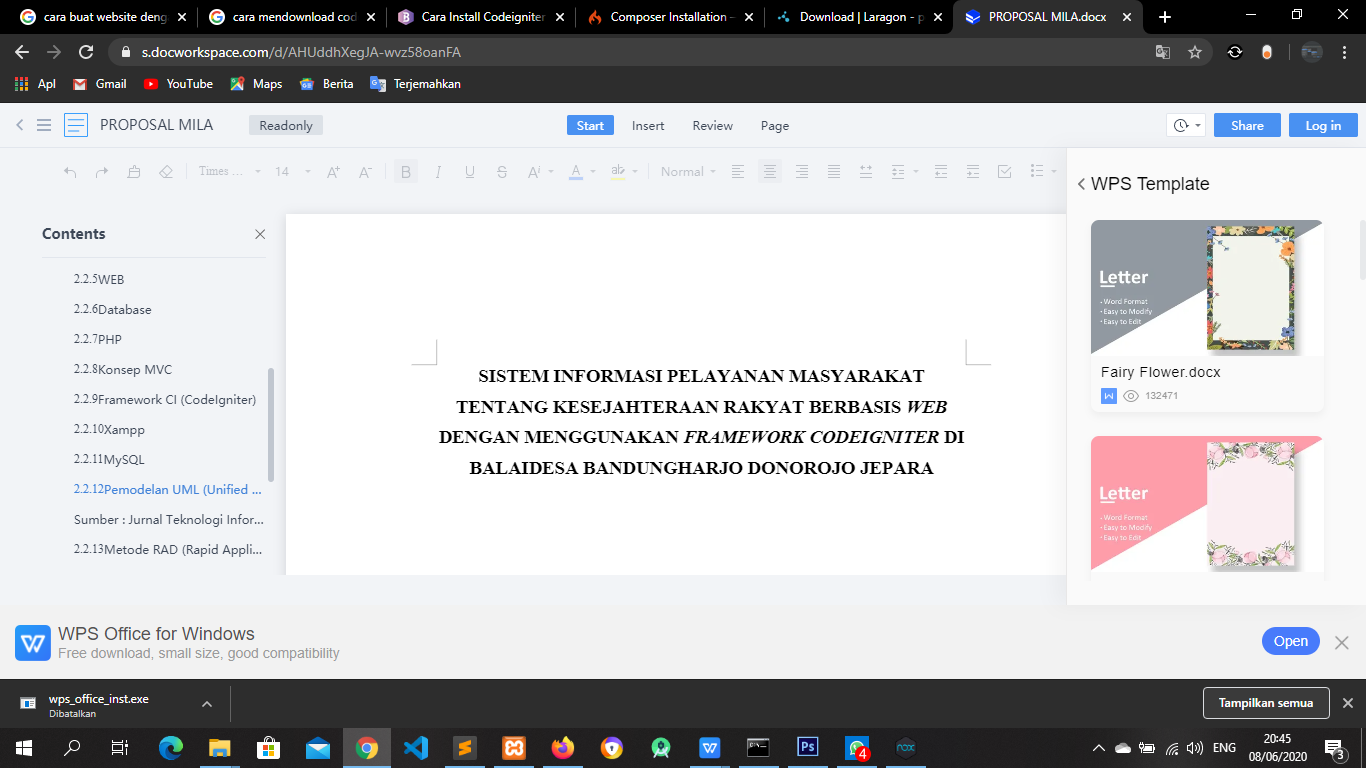 cara buat website deng
cara mendownload cod
Cara Install Codeigniter
Composer Installation –
Download | Laragon - p
PROPOSAL MILA.docx
s.docworkspace.com/d/AHUddhXegJA-wvz58oanFA
Apl
Gmail
YouTube
Maps
Berita
Terjemahkan
PROPOSAL MILA
Readonly
Start
Insert
Review
Page
Share
Log in
Times ...
14
Normal
WPS Template
Contents
2.2.5WEB
2.2.6Database
2.2.7PHP
2.2.8Konsep MVC
2.2.9Framework CI (CodeIgniter)
2.2.10Xampp
2.2.11MySQL
2.2.12Pemodelan UML (Unified ...
Sumber : Jurnal Teknologi Infor...
2.2.13Metode RAD (Rapid Appli...
SISTEM INFORMASI PELAYANAN MASYARAKAT
TENTANG KESEJAHTERAAN RAKYAT BERBASIS WEB
DENGAN MENGGUNAKAN FRAMEWORK CODEIGNITER DI
BALAIDESA BANDUNGHARJO DONOROJO JEPARA
Letter
- Word Format
- Easy to Modify
- Easy to Edit
Fairy Flower.docx
132471
Letter
- Word Format
- Easy to Modify
- Easy to Edit
WPS Office for Windows
Free download, small size, good compatibility
Open
wps_office_inst.exe
Dibatalkan
Tampilkan semua
4
ENG
20:45
08/06/2020
3